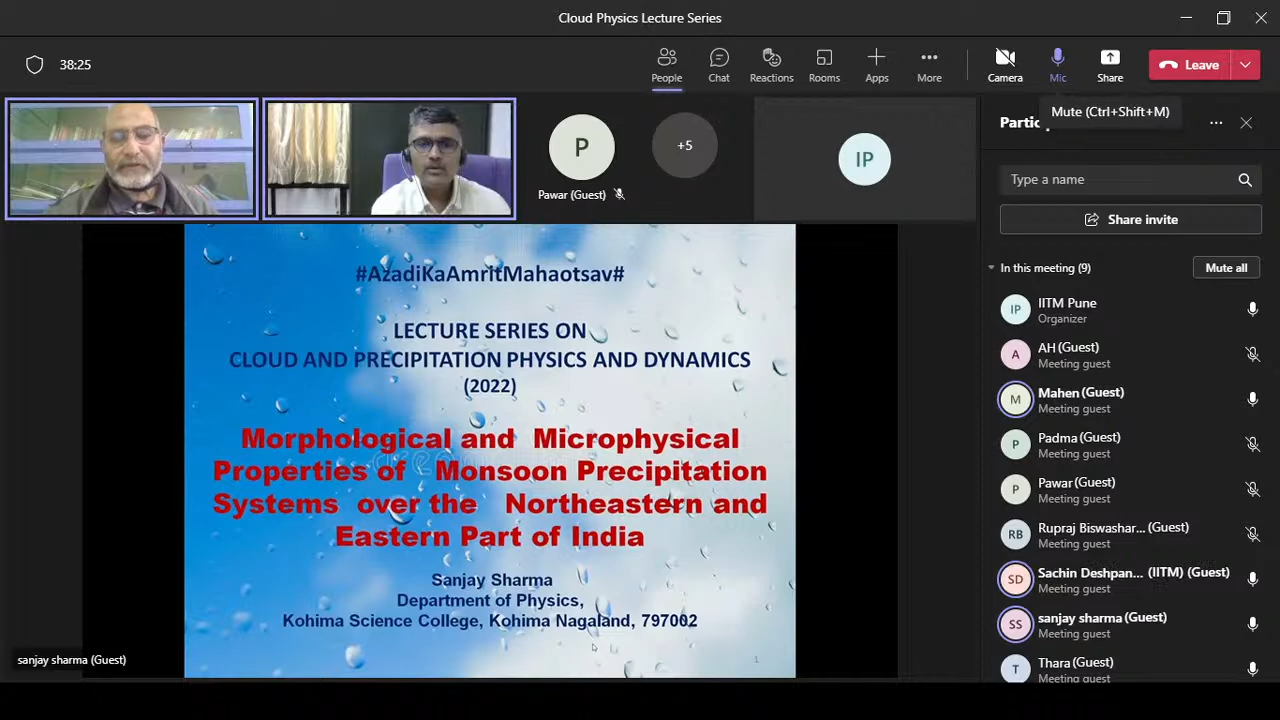 Cloud Physics Lecture Series
38:25
People
Chat
Reactions
Rooms
Apps
More
Camera
Mic
Share
Leave
Mute (Ctrl+Shift+M)
P
Pawar (Guest)
+5
IP
Type a name
Share invite
In this meeting (9)
Mute all
IP
IITM Pune
Organizer
A
AH (Guest)
Meeting guest
M
Mahen (Guest)
Meeting guest
P
Padma (Guest)
Meeting guest
P
Pawar (Guest)
Meeting guest
RB
Rupraj Biswashar... (Guest)
Meeting guest
SD
Sachin Deshpan... (IITM) (Guest)
Meeting guest
SS
sanjay sharma (Guest)
Meeting guest
T
Thara (Guest)
Meeting guest
#AzadiKaAmritMahaotsav#
LECTURE SERIES ON
CLOUD AND PRECIPITATION PHYSICS AND DYNAMICS
(2022)
Morphological and Microphysical
Properties of Monsoon Precipitation
Systems over the Northeastern and
Eastern Part of India
Sanjay Sharma
Department of Physics,
Kohima Science College, Kohima Nagaland, 797002
1
sanjay sharma (Guest)